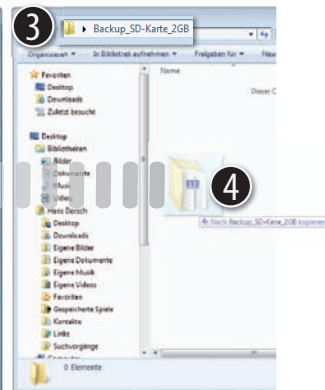 3
Backup_SD-Karte_2GB
Organisieren
In Bibliothek aufnehmen
Freigeben für
Name
Favoriten
Desktop
Downloads
Zuletzt besucht
Desktop
Bibliotheken
Bilder
Dokumente
Musik
Videos
Hans Dersch
Desktop
Downloads
Eigene Bilder
Eigene Dokumente
Eigene Musik
Eigene Videos
Favoriten
Gespeicherte Spiele
Kontakte
Links
Suchvorgänge
4
Nach Backup_SD-Karte_2GB kopieren
0 Elemente